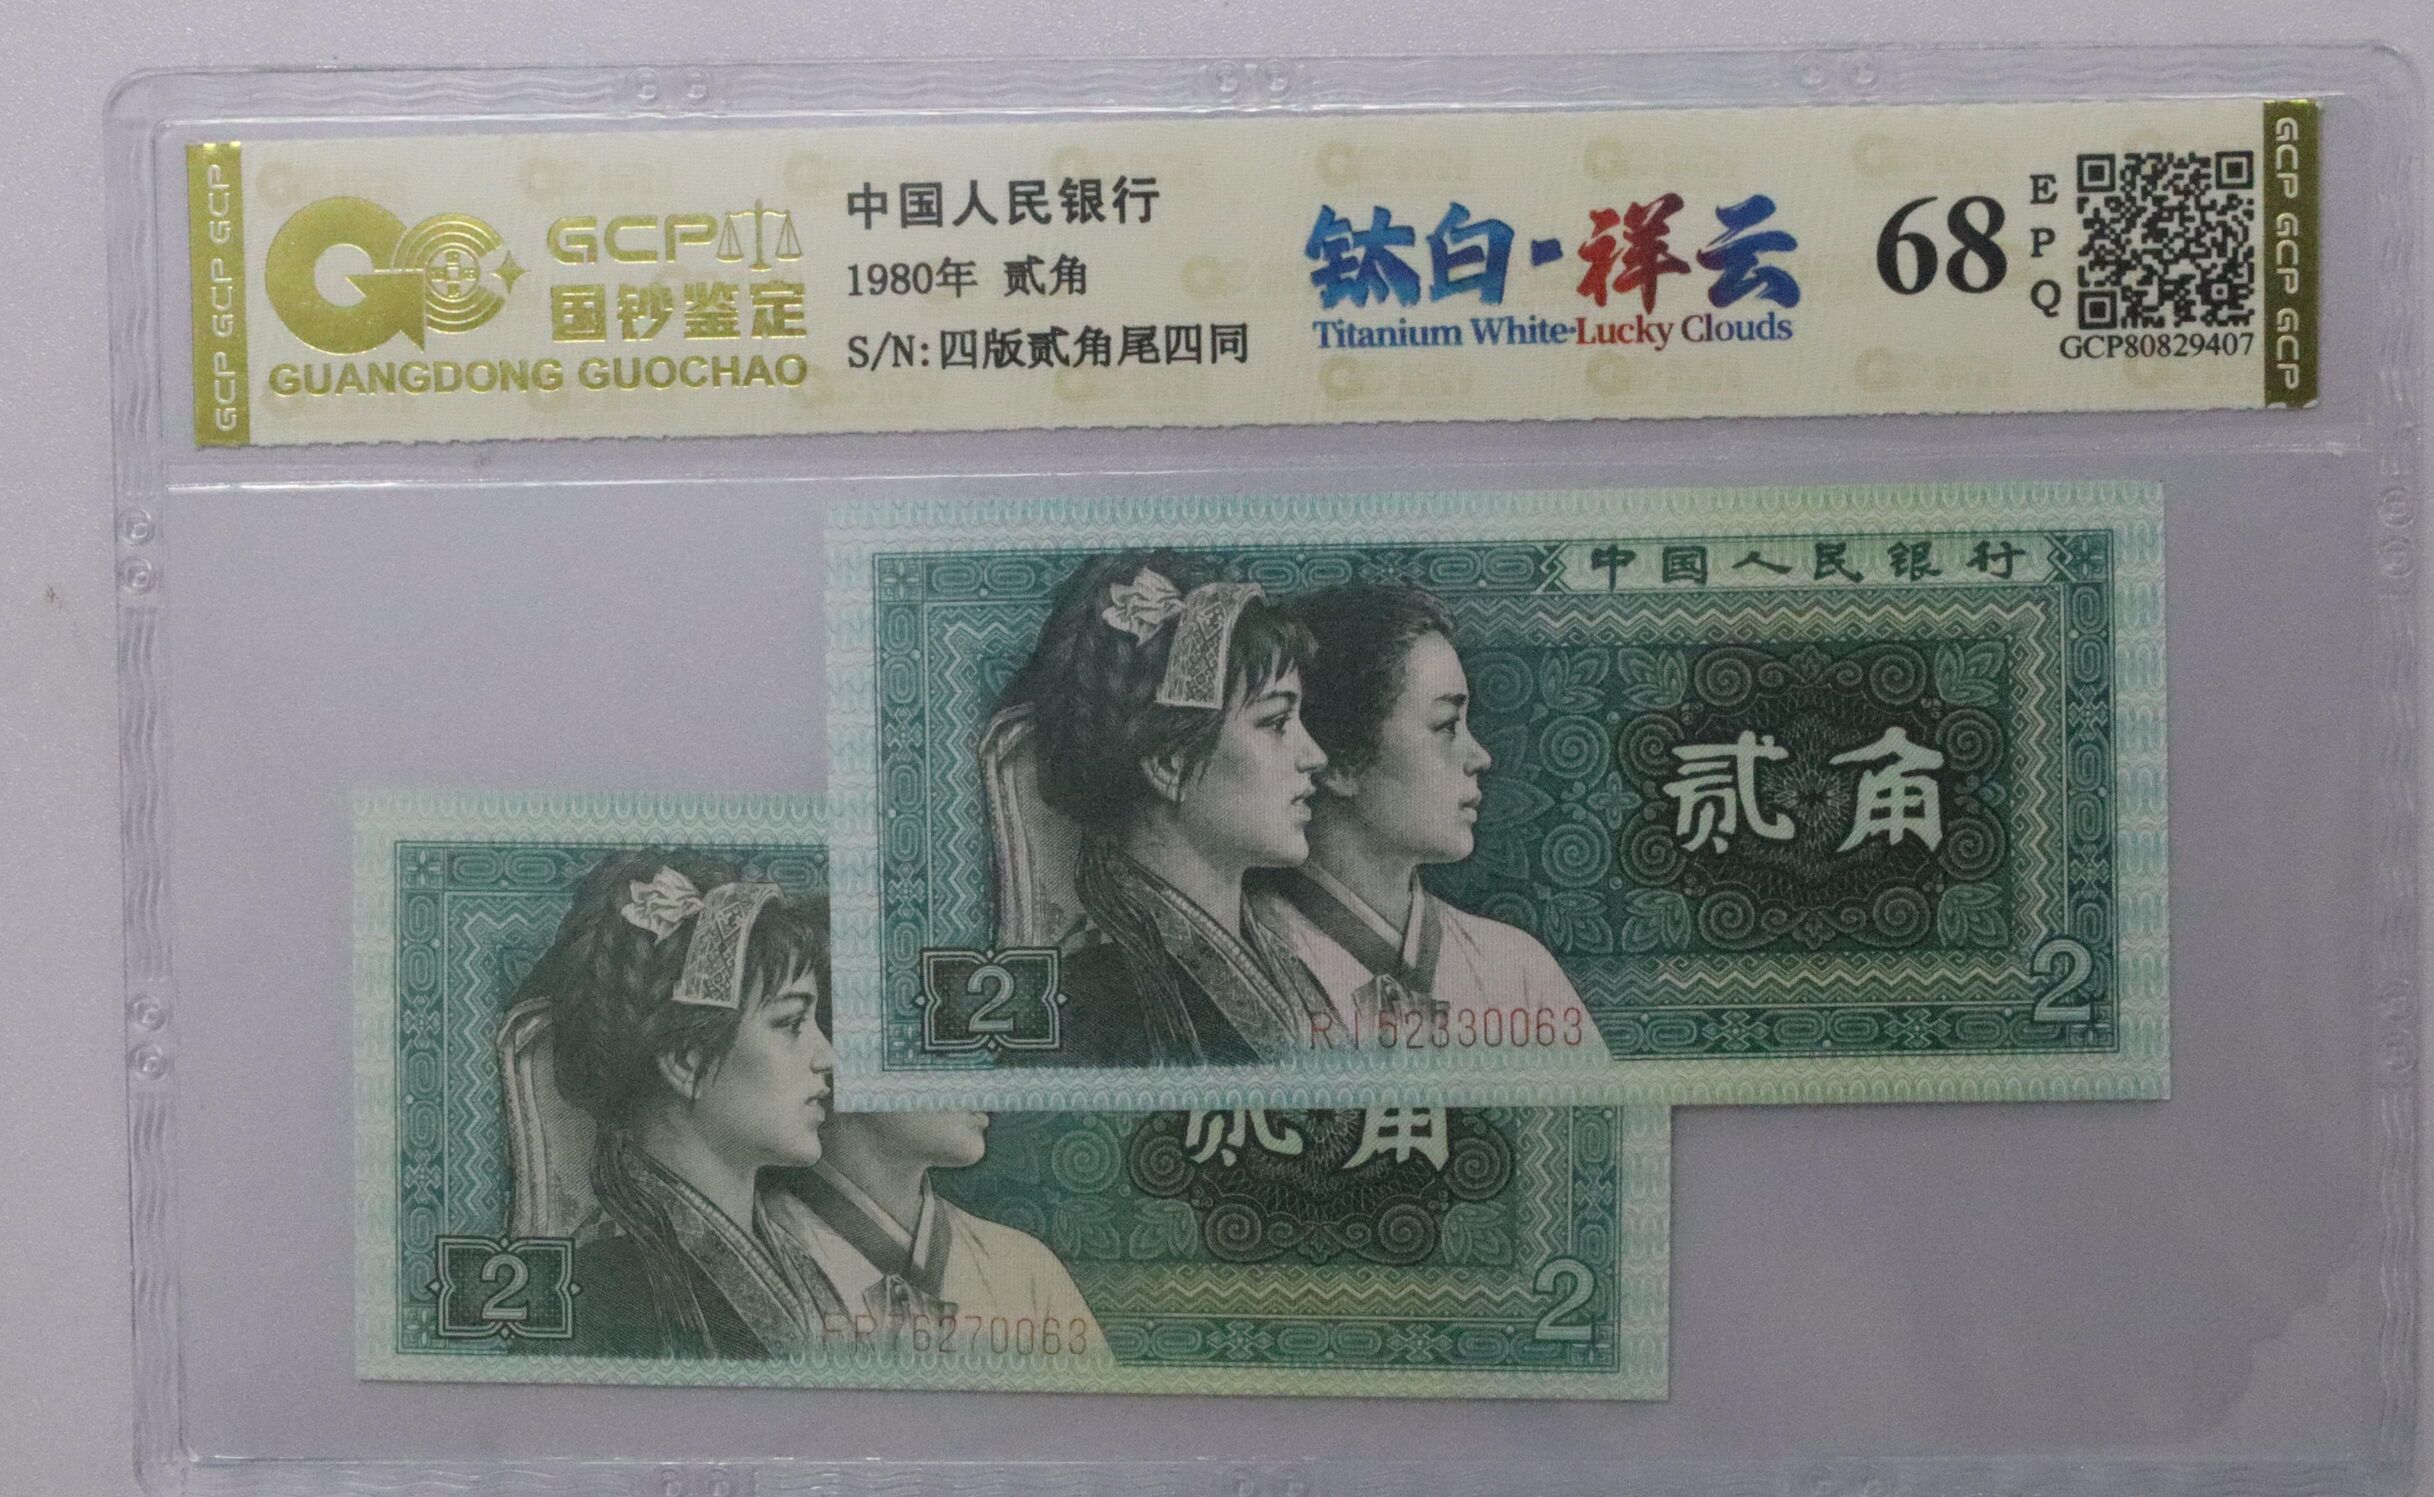 GCP GCP GCP
GCP
国钞鉴定
GUANGDONG GUOCHAO
中国人民银行
1980年 贰角
S/N:四版贰角尾四同
钛白·祥云
Titanium White·Lucky Clouds
68
EPQ
GCP80829407
GCP GCP GCP
中国人民银行
贰角
2
2
RI52330063
贰角
2
2
FR76270063